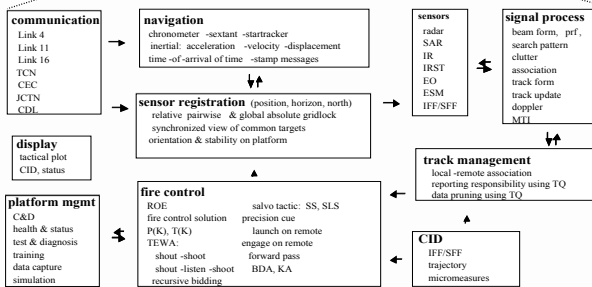 communication
Link 4
Link 11
Link 16
TCN
CEC
JCTN
CDL
navigation
chronometer -sextant -startracker
inertial: acceleration -velocity -displacement
time -of-arrival of time -stamp messages
sensors
radar
SAR
IR
IRST
EO
ESM
IFF/SFF
signal process
beam form, prf ,
search pattern
clutter
association
track form
track update
doppler
MTI
sensor registration (position, horizon, north)
relative pairwise & global absolute gridlock
synchronized view of common targets
orientation & stability on platform
display
tactical plot
CID, status
track management
local -remote association
reporting responsibility using TQ
data pruning using TQ
platform mgmt
C&D
health & status
test & diagnosis
training
data capture
simulation
fire control
ROE salvo tactic: SS, SLS
fire control solution precision cue
P(K), T(K) launch on remote
TEWA: engage on remote
shout -shoot forward pass
shout -listen -shoot BDA, KA
recursive bidding
CID
IFF/SFF
trajectory
micromeasures